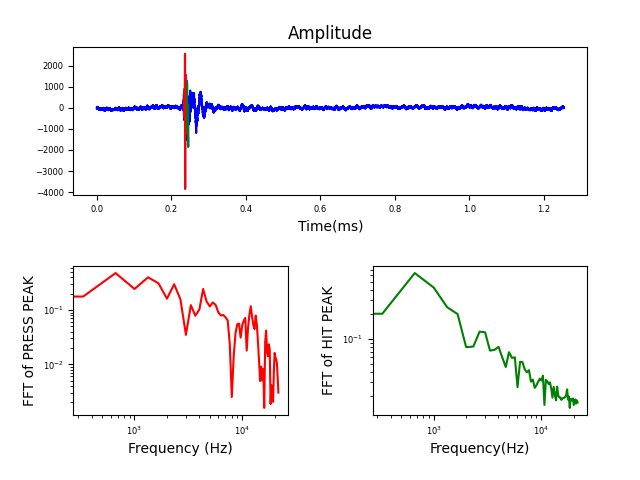 Amplitude
2000
1000
0
−1000
−2000
−3000
−4000
0.0 0.2 0.4 0.6 0.8 1.0 1.2
Time(ms)
FFT of PRESS PEAK
10⁻¹
10⁻²
10³ 10⁴
Frequency (Hz)
FFT of HIT PEAK
10⁻¹
10³ 10⁴
Frequency(Hz)